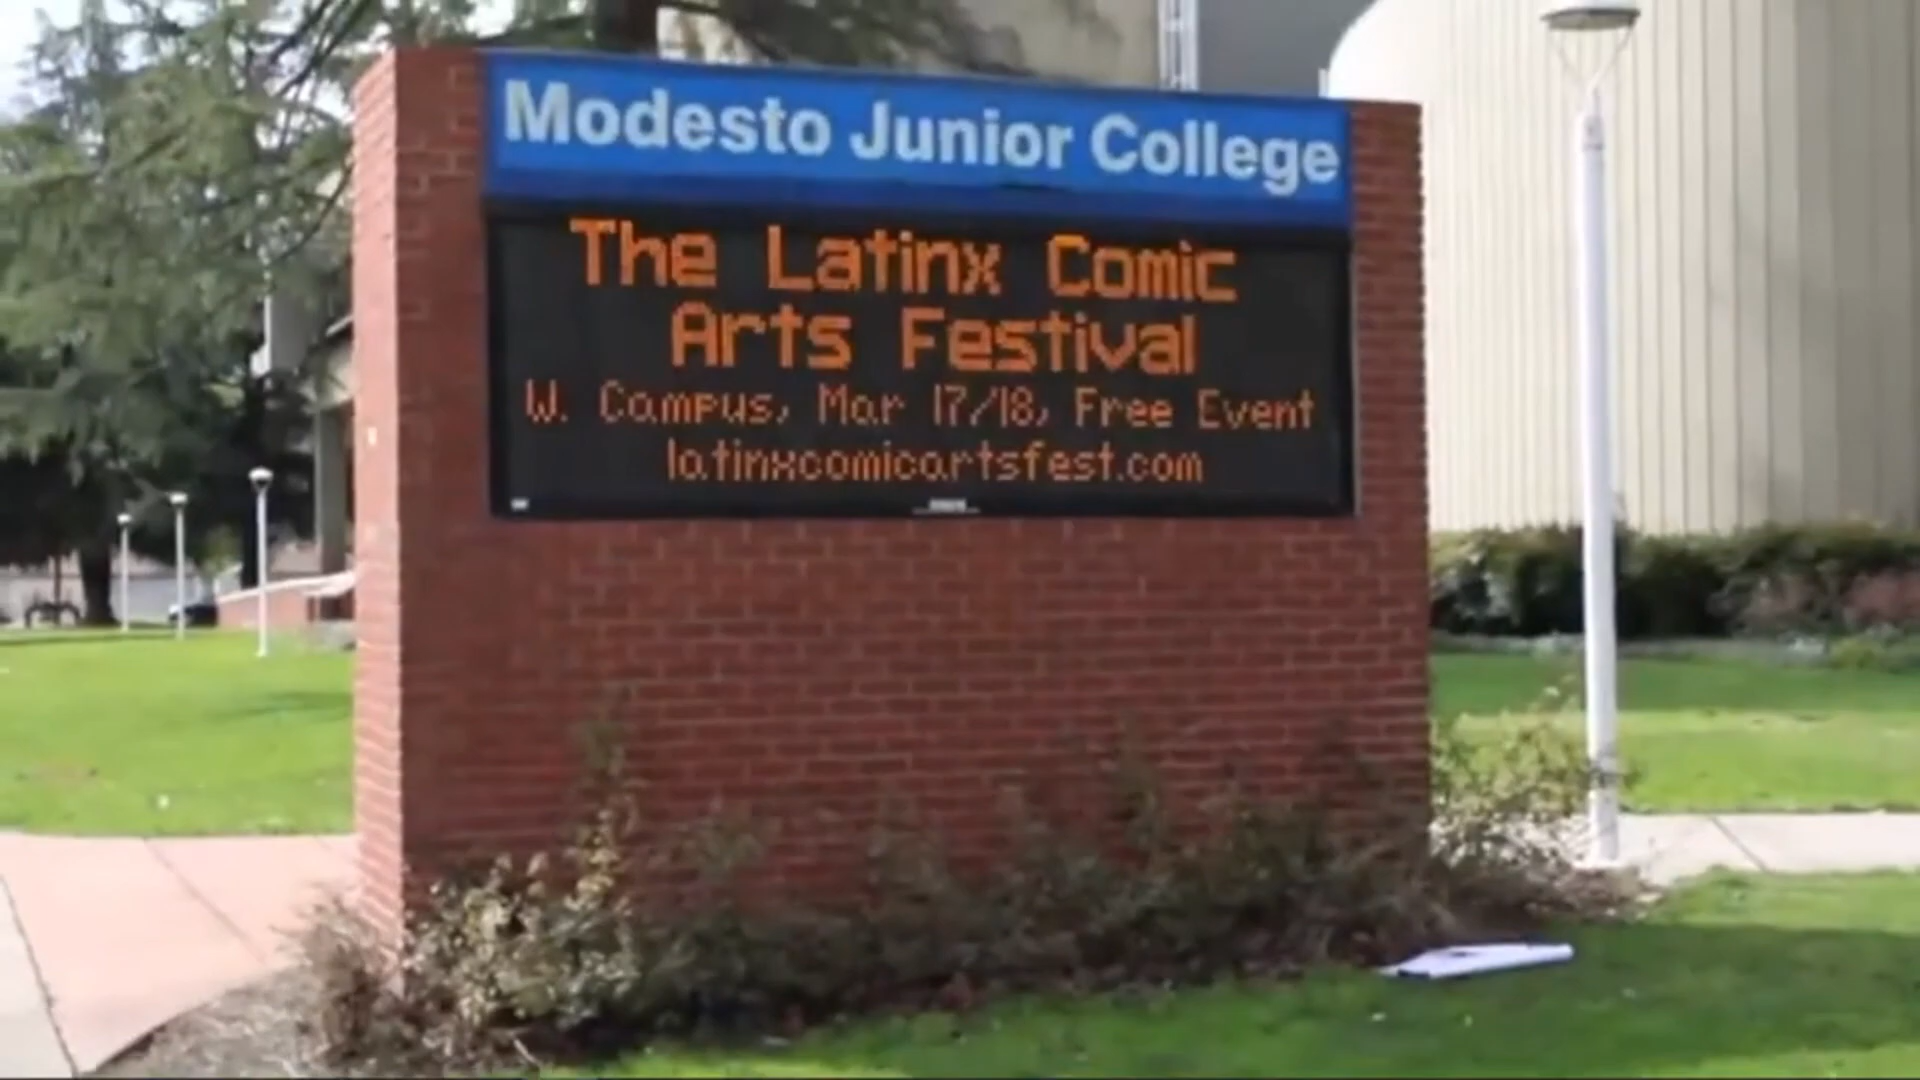 Modesto Junior College
The Latinx Comic
Arts Festival
W. Campus, Mar 17/18, Free Event
latinxcomicartsfest.com